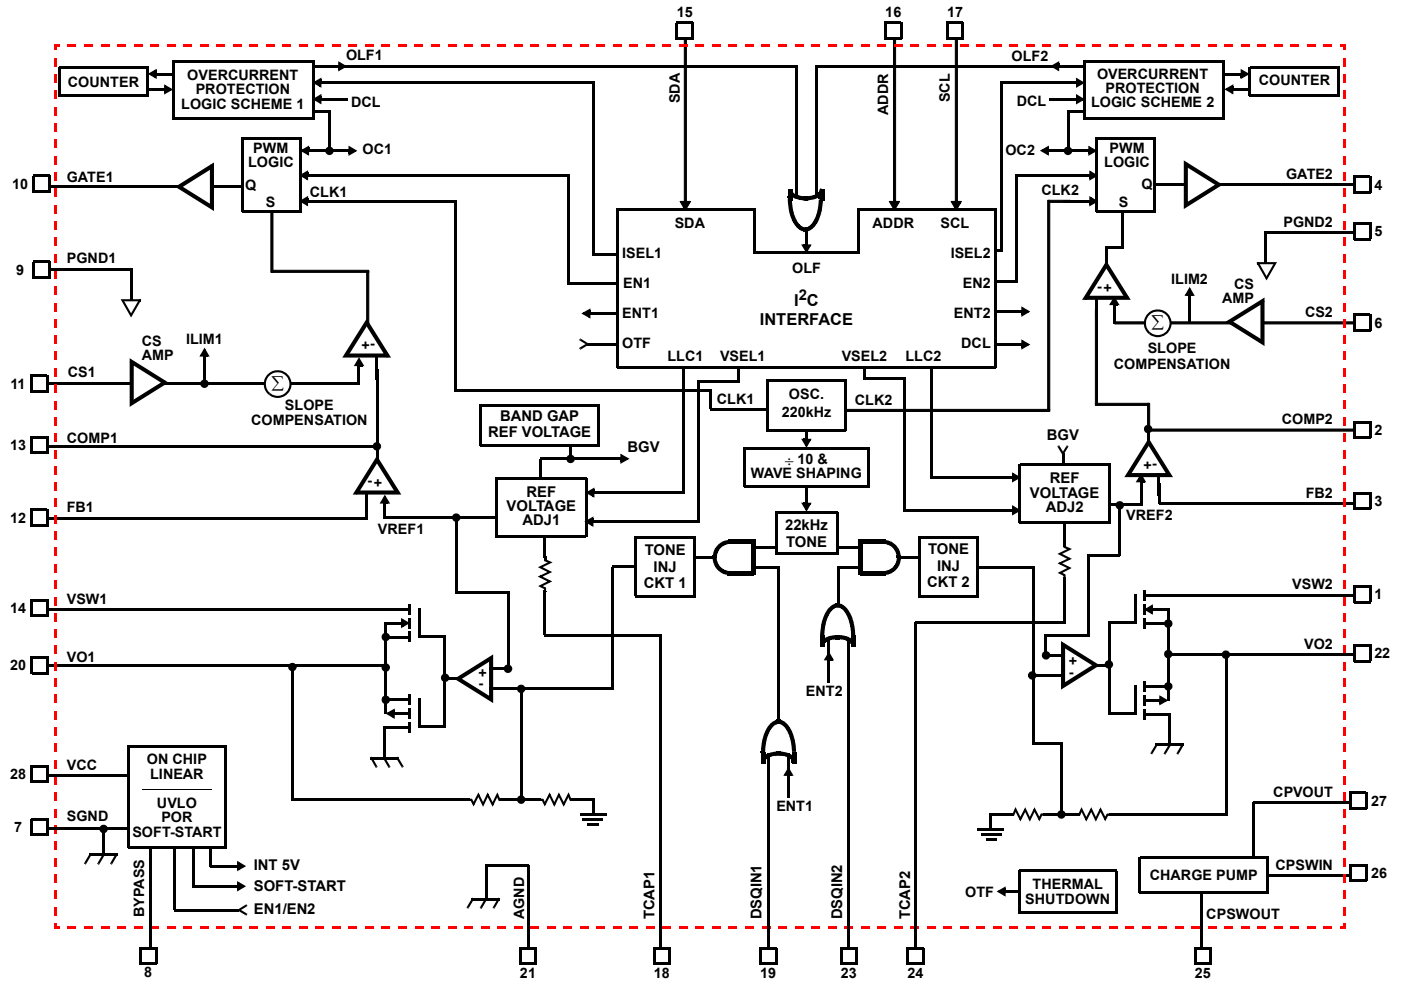 15
16
17
OLF1
OLF2
COUNTER
OVERCURRENT
PROTECTION
LOGIC SCHEME 1
DCL
SDA
ADDR
SCL
DCL
OVERCURRENT
PROTECTION
LOGIC SCHEME 2
COUNTER
PWM
LOGIC
Q
S
OC1
CLK1
OC2
CLK2
PWM
LOGIC
Q
S
10
GATE1
GATE2
4
SDA
ADDR
SCL
OLF
9
PGND1
PGND2
5
ISEL1
EN1
ENT1
OTF
I2C
INTERFACE
ISEL2
EN2
ENT2
DCL
LLC1
VSEL1
VSEL2
LLC2
CS
AMP
ILIM1
+-
11
CS1
Σ
SLOPE
COMPENSATION
-+
ILIM2
CS
AMP
CS2
6
Σ
SLOPE
COMPENSATION
CLK1
OSC.
220kHz
CLK2
BAND GAP
REF VOLTAGE
BGV
BGV
13
COMP1
COMP2
2
÷ 10 &
WAVE SHAPING
-+
+-
REF
VOLTAGE
ADJ1
REF
VOLTAGE
ADJ2
12
FB1
VREF1
VREF2
FB2
3
22kHz
TONE
TONE
INJ
CKT 1
TONE
INJ
CKT 2
14
VSW1
VSW2
1
20
VO1
VO2
22
+
-
+
-
ENT2
28
VCC
ON CHIP
LINEAR
UVLO
POR
SOFT-START
7
SGND
ENT1
CPVOUT
27
INT 5V
SOFT-START
EN1/EN2
BYPASS
AGND
TCAP1
DSQIN1
DSQIN2
TCAP2
OTF
THERMAL
SHUTDOWN
CHARGE PUMP
CPSWIN
26
CPSWOUT
8
21
18
19
23
24
25